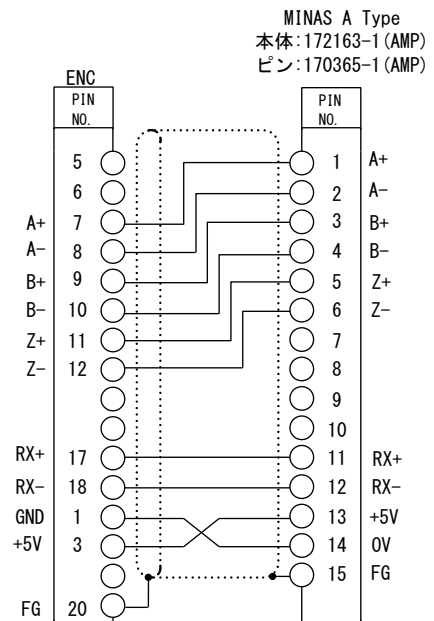 MINAS A Type
本体:172163-1(AMP)
ピン:170365-1(AMP)
ENC
PIN
NO.
5
6
A+ 7
A- 8
B+ 9
B- 10
Z+ 11
Z- 12
RX+ 17
RX- 18
GND 1
+5V 3
FG 20
PIN
NO.
1 A+
2 A-
3 B+
4 B-
5 Z+
6 Z-
7
8
9
10
11 RX+
12 RX-
13 +5V
14 0V
15 FG